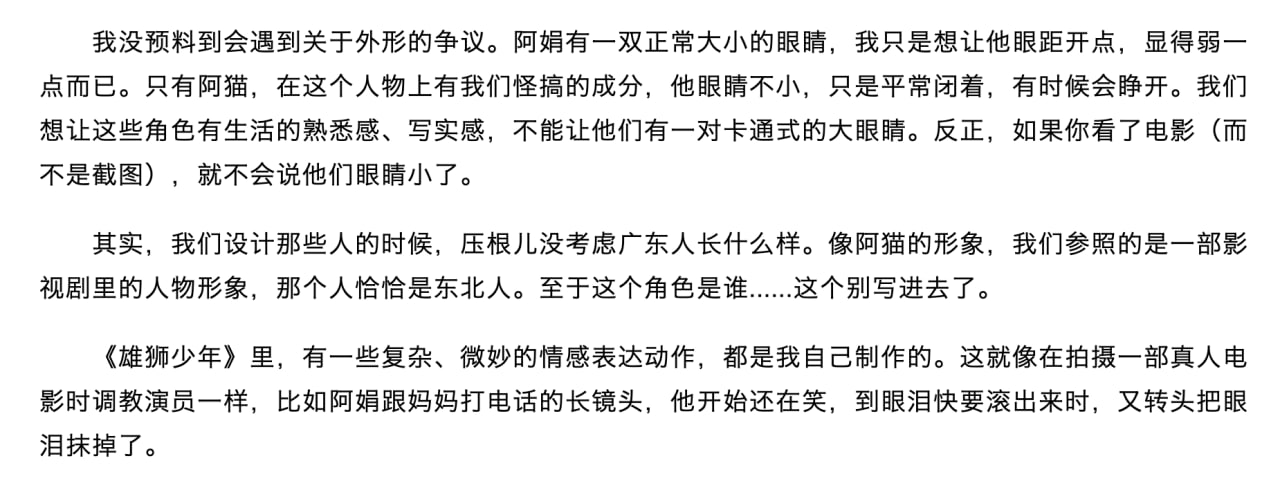 我没预料到会遇到关于外形的争议。阿娟有一双正常大小的眼睛，我只是想让他眼距开点，显得弱一
点而已。只有阿猫，在这个人物上有我们怪搞的成分，他眼睛不小，只是平常闭着，有时候会睁开。我们
想让这些角色有生活的熟悉感、写实感，不能让他们有一对卡通式的大眼睛。反正，如果你看了电影（而
不是截图），就不会说他们眼睛小了。
其实，我们设计那些人的时候，压根儿没考虑广东人长什么样。像阿猫的形象，我们参照的是一部影
视剧里的人物形象，那个人恰恰是东北人。至于这个角色是谁......这个别写进去了。
《雄狮少年》里，有一些复杂、微妙的情感表达动作，都是我自己制作的。这就像在拍摄一部真人电
影时调教演员一样，比如阿娟跟妈妈打电话的长镜头，他开始还在笑，到眼泪快要滚出来时，又转头把眼
泪抹掉了。